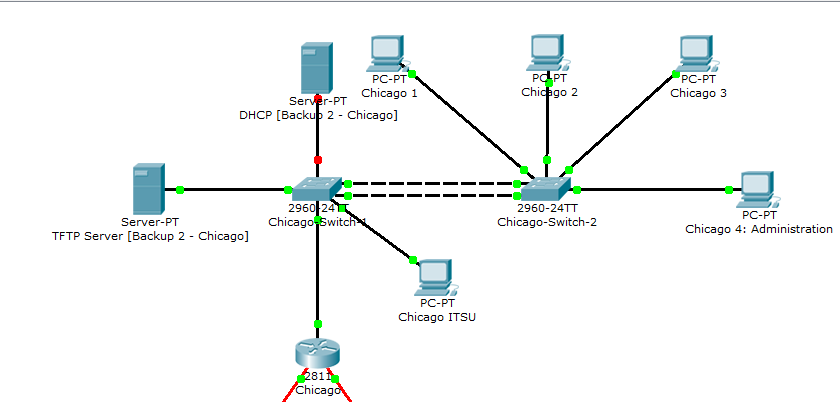 PC-PT
Chicago 1
PC-PT
Chicago 2
PC-PT
Chicago 3
Server-PT
DHCP [Backup 2 - Chicago]
Server-PT
TFTP Server [Backup 2 - Chicago]
2960-24TT
Chicago-Switch-1
2960-24TT
Chicago-Switch-2
PC-PT
Chicago 4: Administration
PC-PT
Chicago ITSU
2811
Chicago